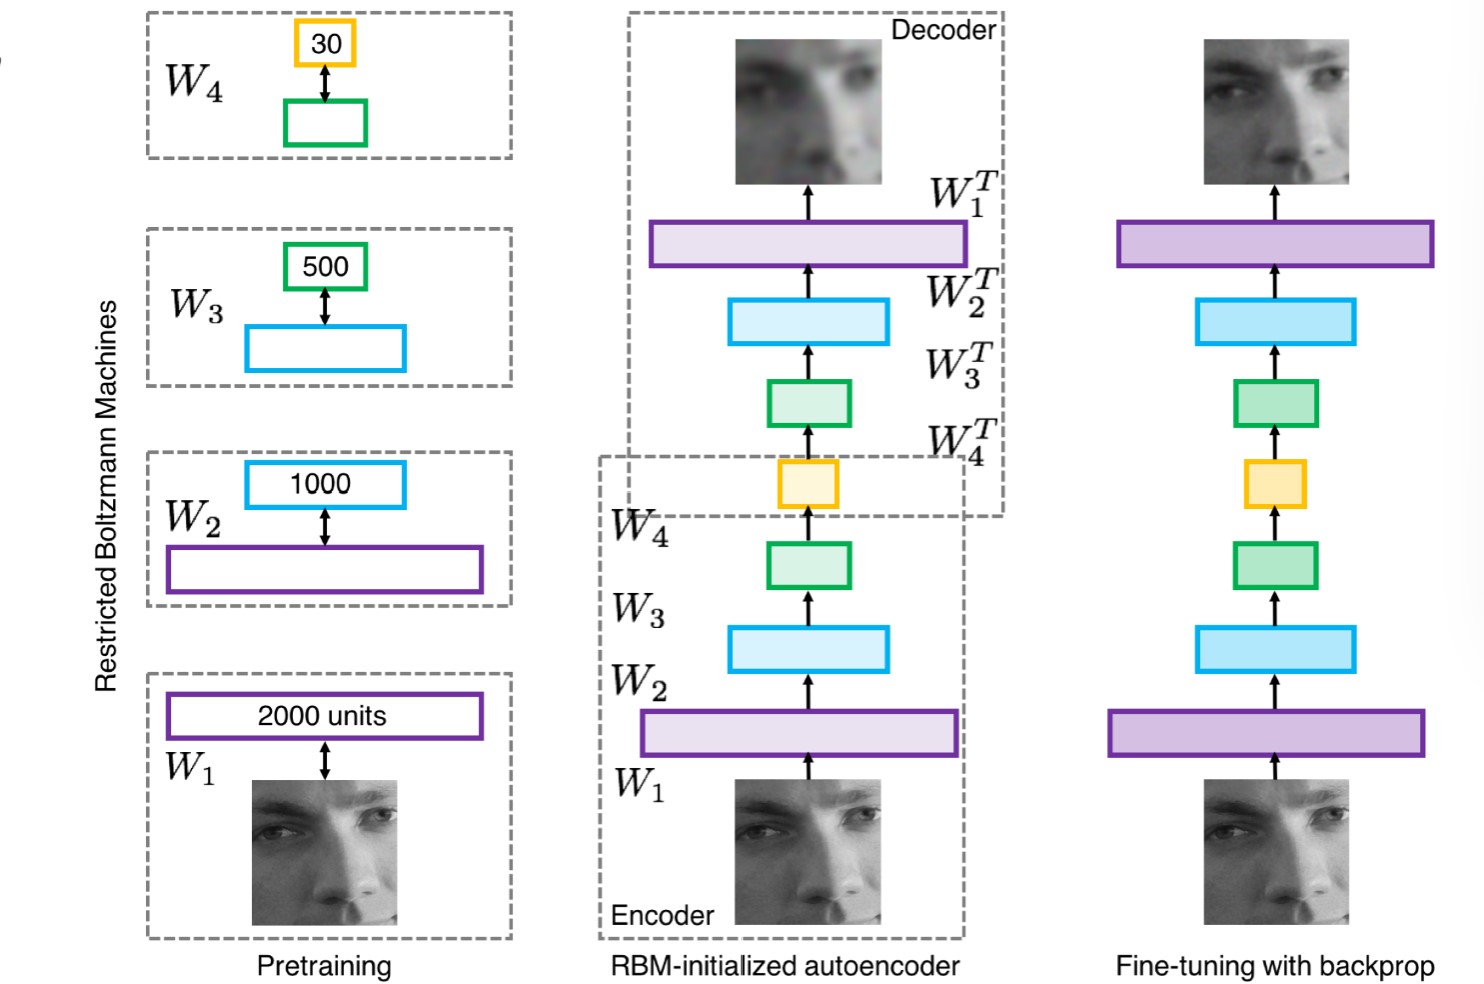 30
W_4
500
W_3
1000
W_2
2000 units
W_1
Restricted Boltzmann Machines
Pretraining
Decoder
W_1^T
W_2^T
W_3^T
W_4^T
W_4
W_3
W_2
W_1
Encoder
RBM-initialized autoencoder
Fine-tuning with backprop